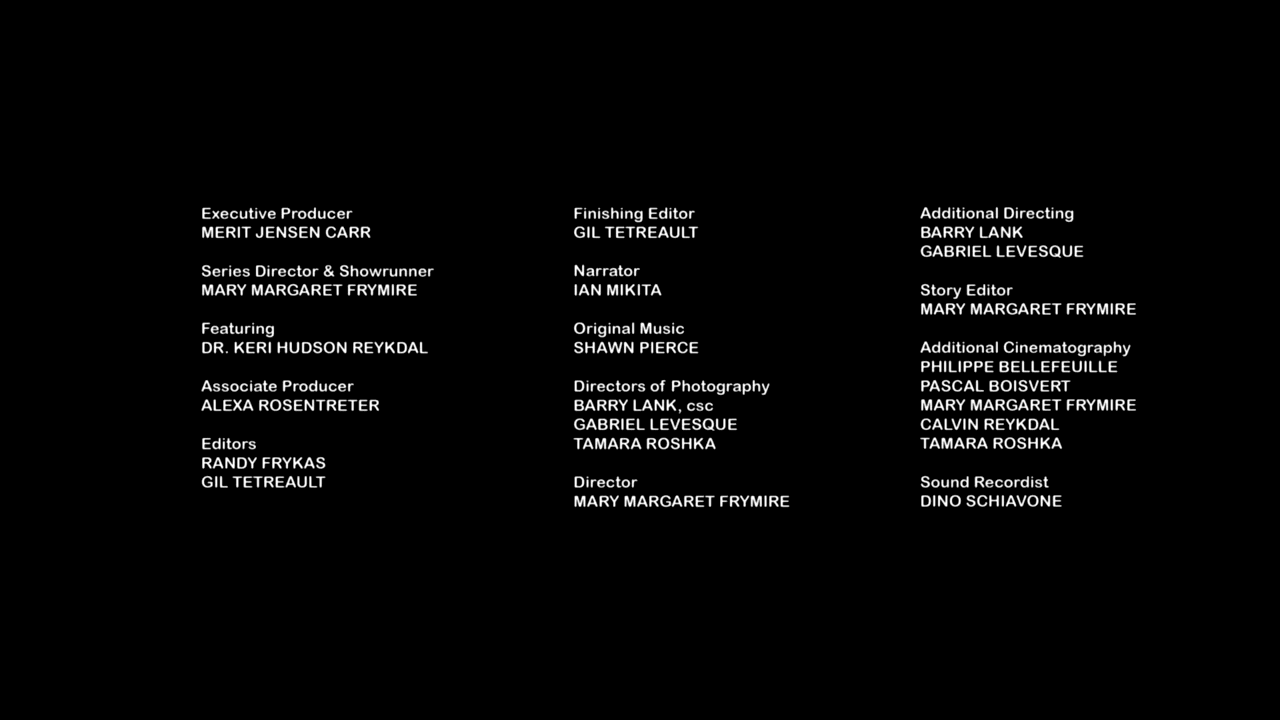 Executive Producer
MERIT JENSEN CARR
Series Director & Showrunner
MARY MARGARET FRYMIRE
Featuring
DR. KERI HUDSON REYKDAL
Associate Producer
ALEXA ROSENTRETER
Editors
RANDY FRYKAS
GIL TETREAULT
Finishing Editor
GIL TETREAULT
Narrator
IAN MIKITA
Original Music
SHAWN PIERCE
Directors of Photography
BARRY LANK, csc
GABRIEL LEVESQUE
TAMARA ROSHKA
Director
MARY MARGARET FRYMIRE
Additional Directing
BARRY LANK
GABRIEL LEVESQUE
Story Editor
MARY MARGARET FRYMIRE
Additional Cinematography
PHILIPPE BELLEFEUILLE
PASCAL BOISVERT
MARY MARGARET FRYMIRE
CALVIN REYKDAL
TAMARA ROSHKA
Sound Recordist
DINO SCHIAVONE